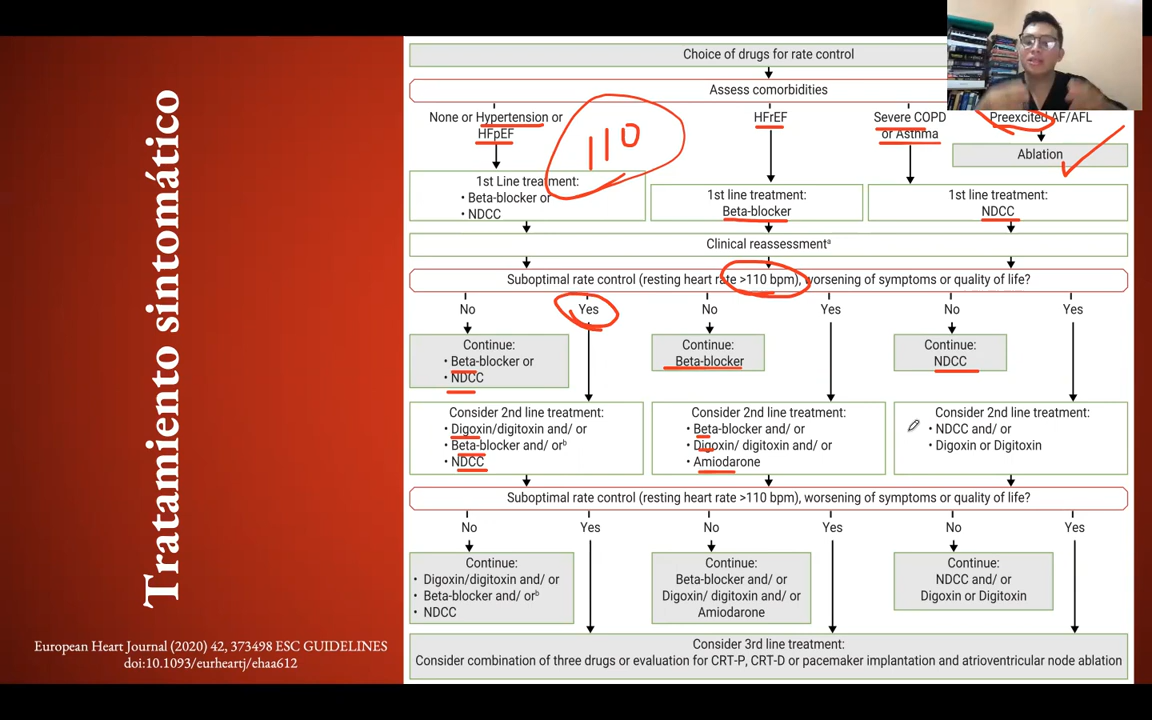 Tratamiento sintomático
European Heart Journal (2020) 42, 373498 ESC GUIDELINES
doi:10.1093/eurheartj/ehaa612
Choice of drugs for rate control
Assess comorbidities
None or Hypertension or
HFpEF
HFrEF
Severe COPD
or Asthma
Preexcited AF/AFL
Ablation
110
1st Line treatment:
• Beta-blocker or
• NDCC
1st line treatment:
Beta-blocker
1st line treatment:
NDCC
Clinical reassessmentᵃ
Suboptimal rate control (resting heart rate >110 bpm), worsening of symptoms or quality of life?
No
Yes
No
Yes
No
Yes
Continue:
• Beta-blocker or
• NDCC
Continue:
Beta-blocker
Continue:
NDCC
Consider 2nd line treatment:
• Digoxin/digitoxin and/ or
• Beta-blocker and/ orᵇ
• NDCC
Consider 2nd line treatment:
• Beta-blocker and/ or
• Digoxin/ digitoxin and/ or
• Amiodarone
Consider 2nd line treatment:
• NDCC and/ or
• Digoxin or Digitoxin
Suboptimal rate control (resting heart rate >110 bpm), worsening of symptoms or quality of life?
No
Yes
No
Yes
No
Yes
Continue:
• Digoxin/digitoxin and/ or
• Beta-blocker and/ orᵇ
• NDCC
Continue:
Beta-blocker and/ or
Digoxin/ digitoxin and/ or
Amiodarone
Continue:
NDCC and/ or
Digoxin or Digitoxin
Consider 3rd line treatment:
Consider combination of three drugs or evaluation for CRT-P, CRT-D or pacemaker implantation and atrioventricular node ablation